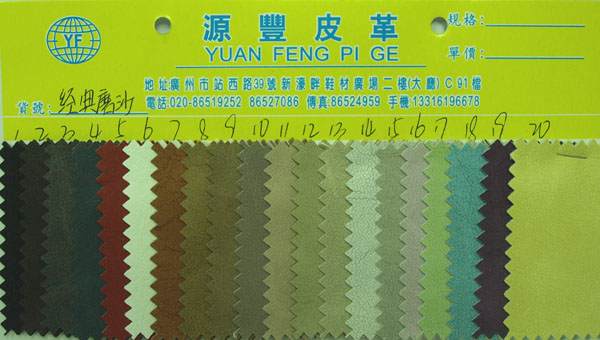 YF
源豐皮革
YUAN FENG PI GE
規格:
單價:
地址:廣州市站西路39號新濠畔鞋材廣場二樓(大廳) C 91檔
電話:020-86519252 86527086 傳真:86524959 手機:13316196678
貨號: 经典磨沙
1 2 3 4 5 6 7 8 9 10 11 12 13 14 15 16 17 18 19 20